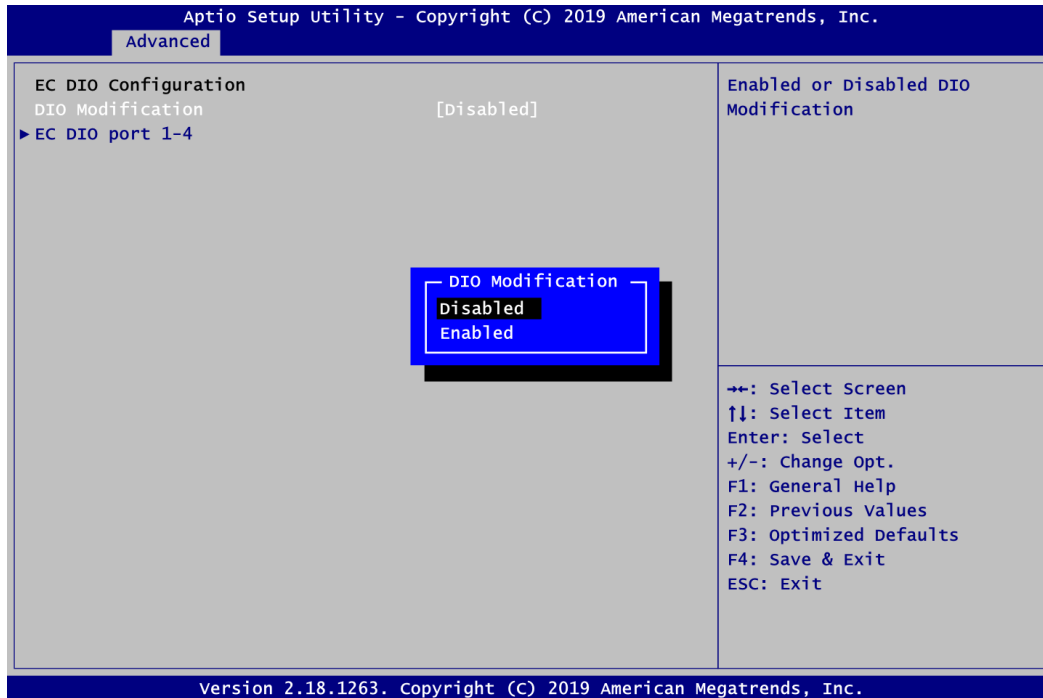 Aptio Setup Utility – Copyright (C) 2019 American Megatrends, Inc.
Advanced
EC DIO Configuration
DIO Modification [Disabled]
►EC DIO port 1-4
Enabled or Disabled DIO
Modification
DIO Modification
Disabled
Enabled
→←: Select Screen
↑↓: Select Item
Enter: Select
+/-: Change Opt.
F1: General Help
F2: Previous Values
F3: Optimized Defaults
F4: Save & Exit
ESC: Exit
Version 2.18.1263. Copyright (C) 2019 American Megatrends, Inc.